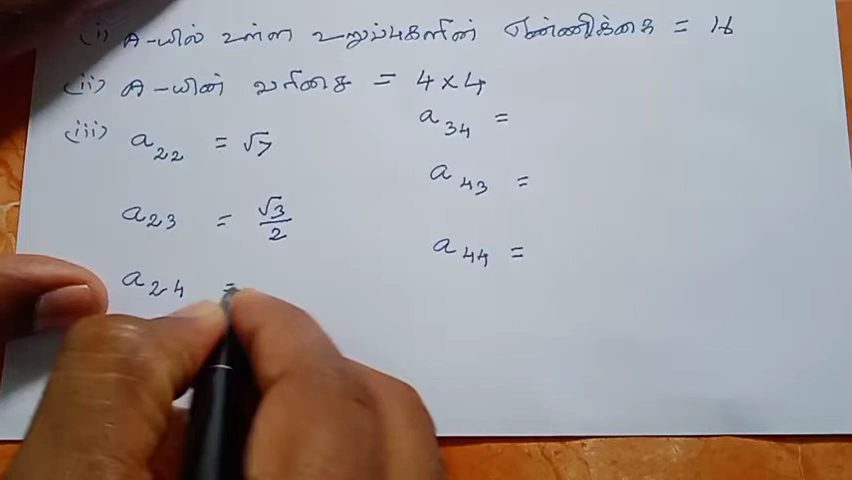 (i) A-யில் உள்ள உறுப்புகளின் எண்ணிக்கை = 16
(ii) A-யின் வரிசை = 4×4
(iii) a₂₂ = √7
a₂₃ = √3/2
a₂₄ =
a₃₄ =
a₄₃ =
a₄₄ =